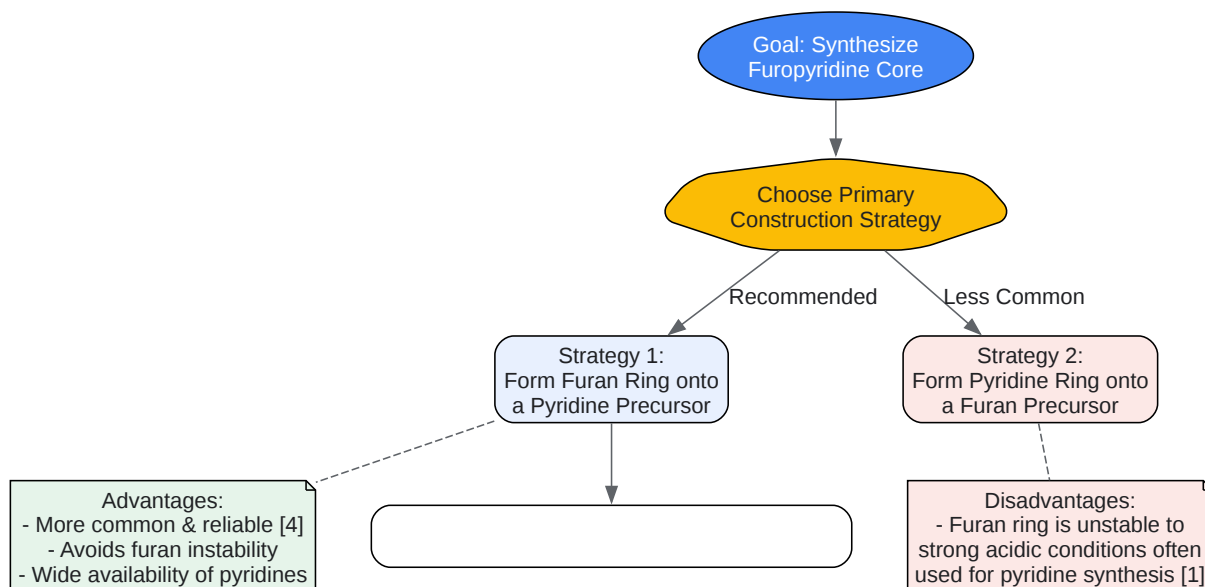 Goal: Synthesize
Furopyridine Core
Choose Primary
Construction Strategy
Recommended
Less Common
Strategy 1:
Form Furan Ring onto
a Pyridine Precursor
Strategy 2:
Form Pyridine Ring onto
a Furan Precursor
Advantages:
- More common & reliable [4]
- Avoids furan instability
- Wide availability of pyridines
Disadvantages:
- Furan ring is unstable to
strong acidic conditions often
used for pyridine synthesis [1]